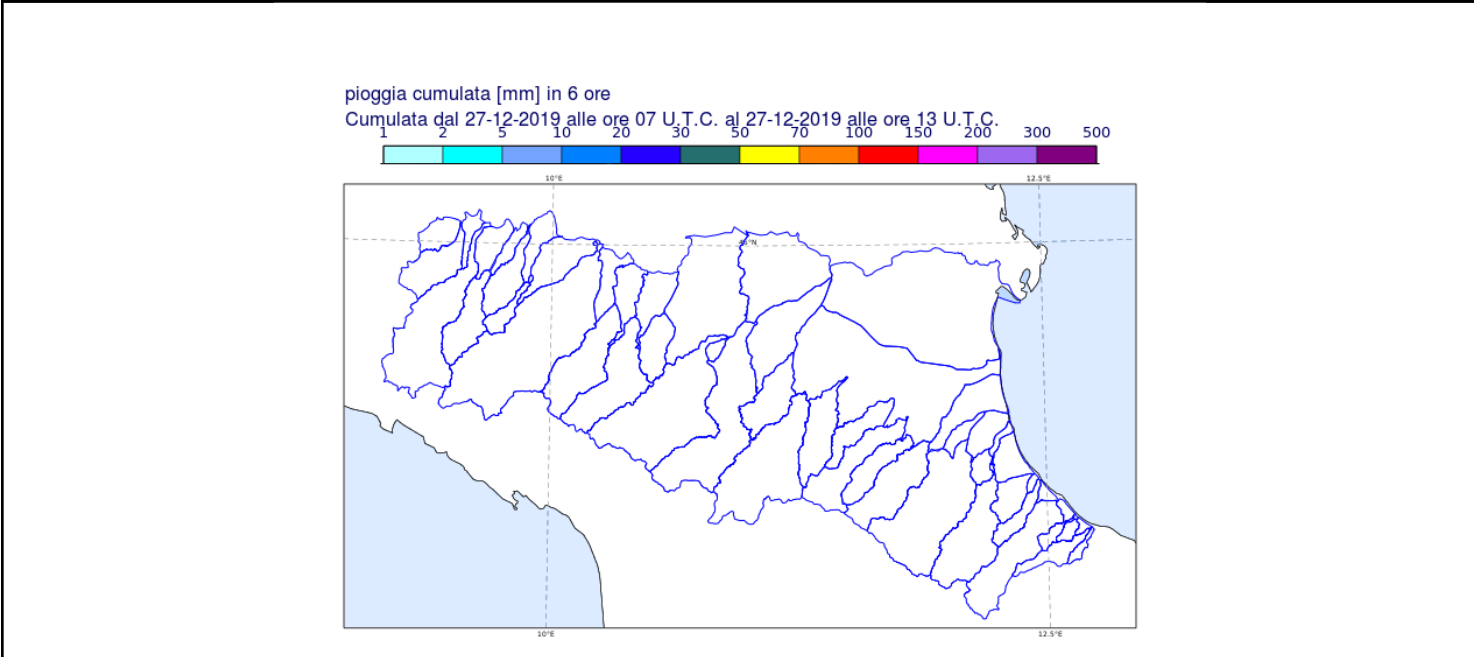 pioggia cumulata [mm] in 6 ore
Cumulata dal 27-12-2019 alle ore 07 U.T.C. al 27-12-2019 alle ore 13 U.T.C.
1 2 5 10 20 30 50 70 100 150 200 300 500
10°E 12.5°E
45°N
10°E 12.5°E